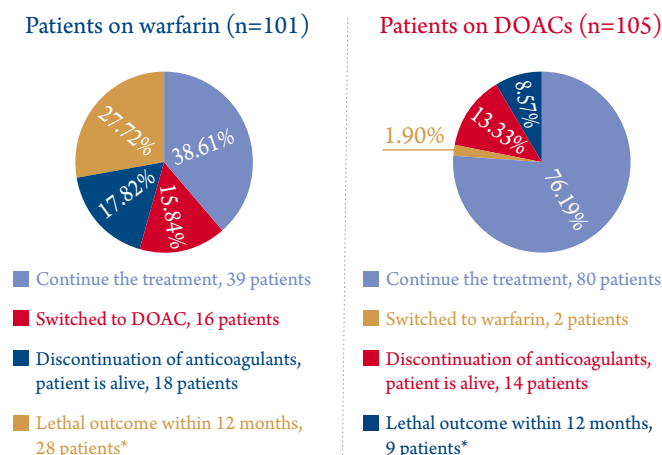 Patients on warfarin (n=101)
27.72%
38.61%
17.82%
15.84%
Continue the treatment, 39 patients
Switched to DOAC, 16 patients
Discontinuation of anticoagulants,
patient is alive, 18 patients
Lethal outcome within 12 months,
28 patients*
Patients on DOACs (n=105)
8.57%
13.33%
1.90%
76.19%
Continue the treatment, 80 patients
Switched to warfarin, 2 patients
Discontinuation of anticoagulants,
patient is alive, 14 patients
Lethal outcome within 12 months,
9 patients*